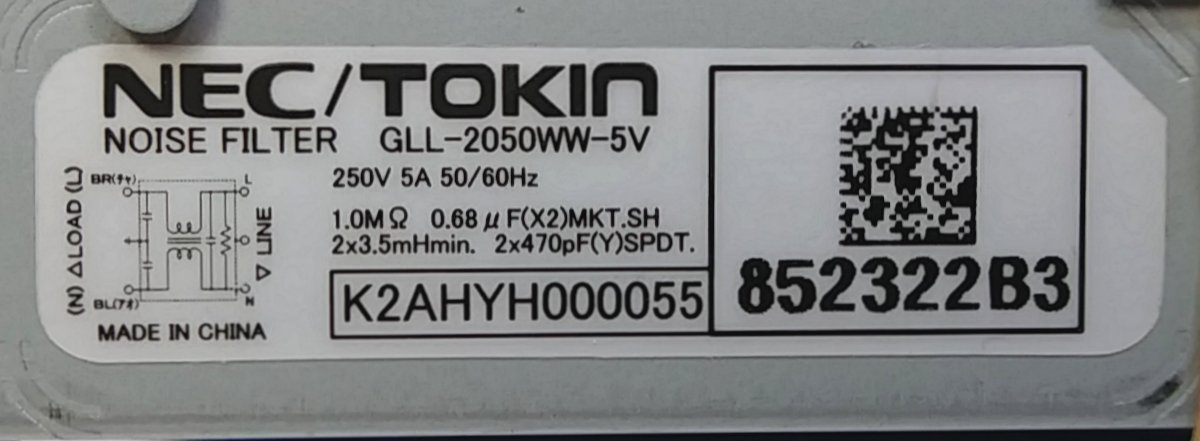 NEC/TOKIN
NOISE FILTER GLL-2050WW-5V
250V 5A 50/60Hz
1.0MΩ 0.68μF(X2)MKT.SH
2x3.5mHmin. 2x470pF(Y)SPDT.
K2AHYH000055
852322B3
(N) △LOAD (L)
BR(チャ)
BL(アオ)
L
▽ LINE
N
MADE IN CHINA